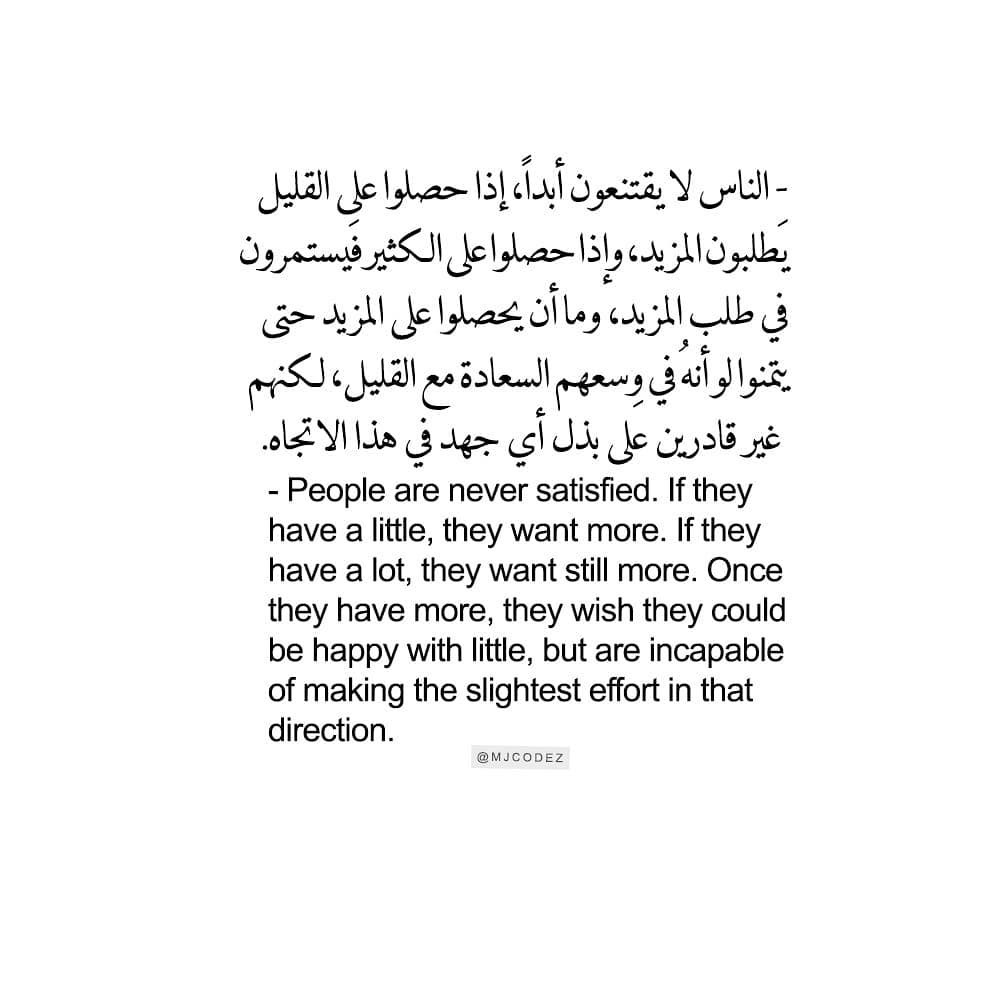 - الناس لا يقتنعون أبداً، إذا حصلوا على القليل
يَطلبون المزيد، وإذا حصلوا على الكثير فَيستمرون
في طلب المزيد، وما أن يحصلوا على المزيد حتى
يتمنوا لو أنهُ في وِسعهم السعادة مع القليل، لكنهم
غير قادرين على بذل أي جهد في هذا الاتجاه.
- People are never satisfied. If they
have a little, they want more. If they
have a lot, they want still more. Once
they have more, they wish they could
be happy with little, but are incapable
of making the slightest effort in that
direction.
@MJCODEZ